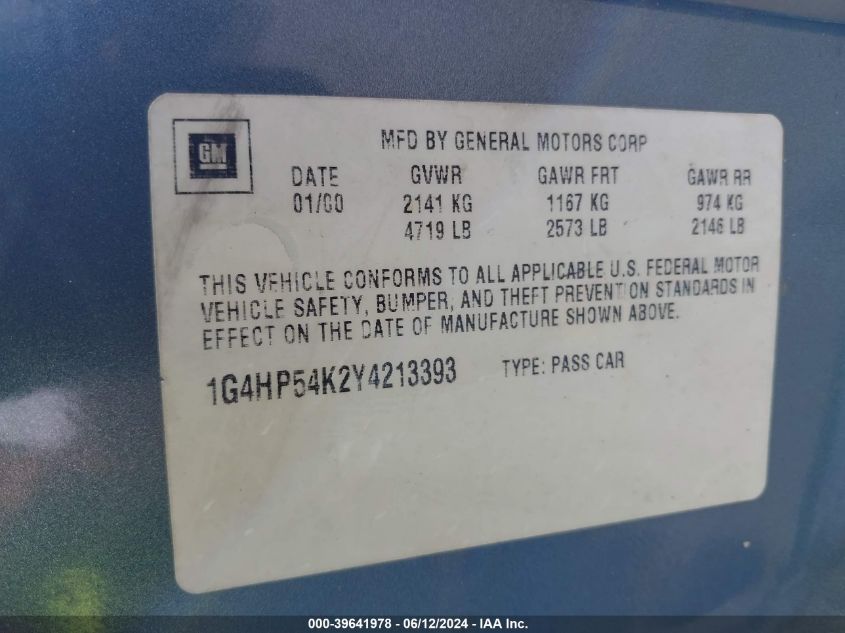 GM
MFD BY GENERAL MOTORS CORP
DATE GVWR GAWR FRT GAWR RR
01/00 2141 KG 1167 KG 974 KG
4719 LB 2573 LB 2146 LB
THIS VEHICLE CONFORMS TO ALL APPLICABLE U.S. FEDERAL MOTOR
VEHICLE SAFETY, BUMPER, AND THEFT PREVENTION STANDARDS IN
EFFECT ON THE DATE OF MANUFACTURE SHOWN ABOVE.
1G4HP54K2Y4213393 TYPE: PASS CAR
000-39641978 - 06/12/2024 - IAA Inc.